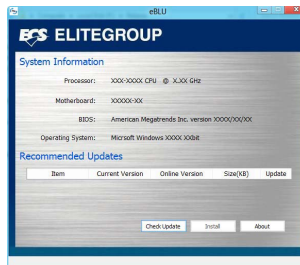 eBLU
ECS ELITEGROUP
System Information
Processor: XXX-XXXX CPU @ X.XX GHz
Motherboard: XXXXX-XX
BIOS: American Megatrends Inc. version XXXX/XX/XX
Operating System: Micrsoft Windows XXXX XXbit
Recommended Updates
Item Current Version Online Version Size(KB) Update
Check Update Install About